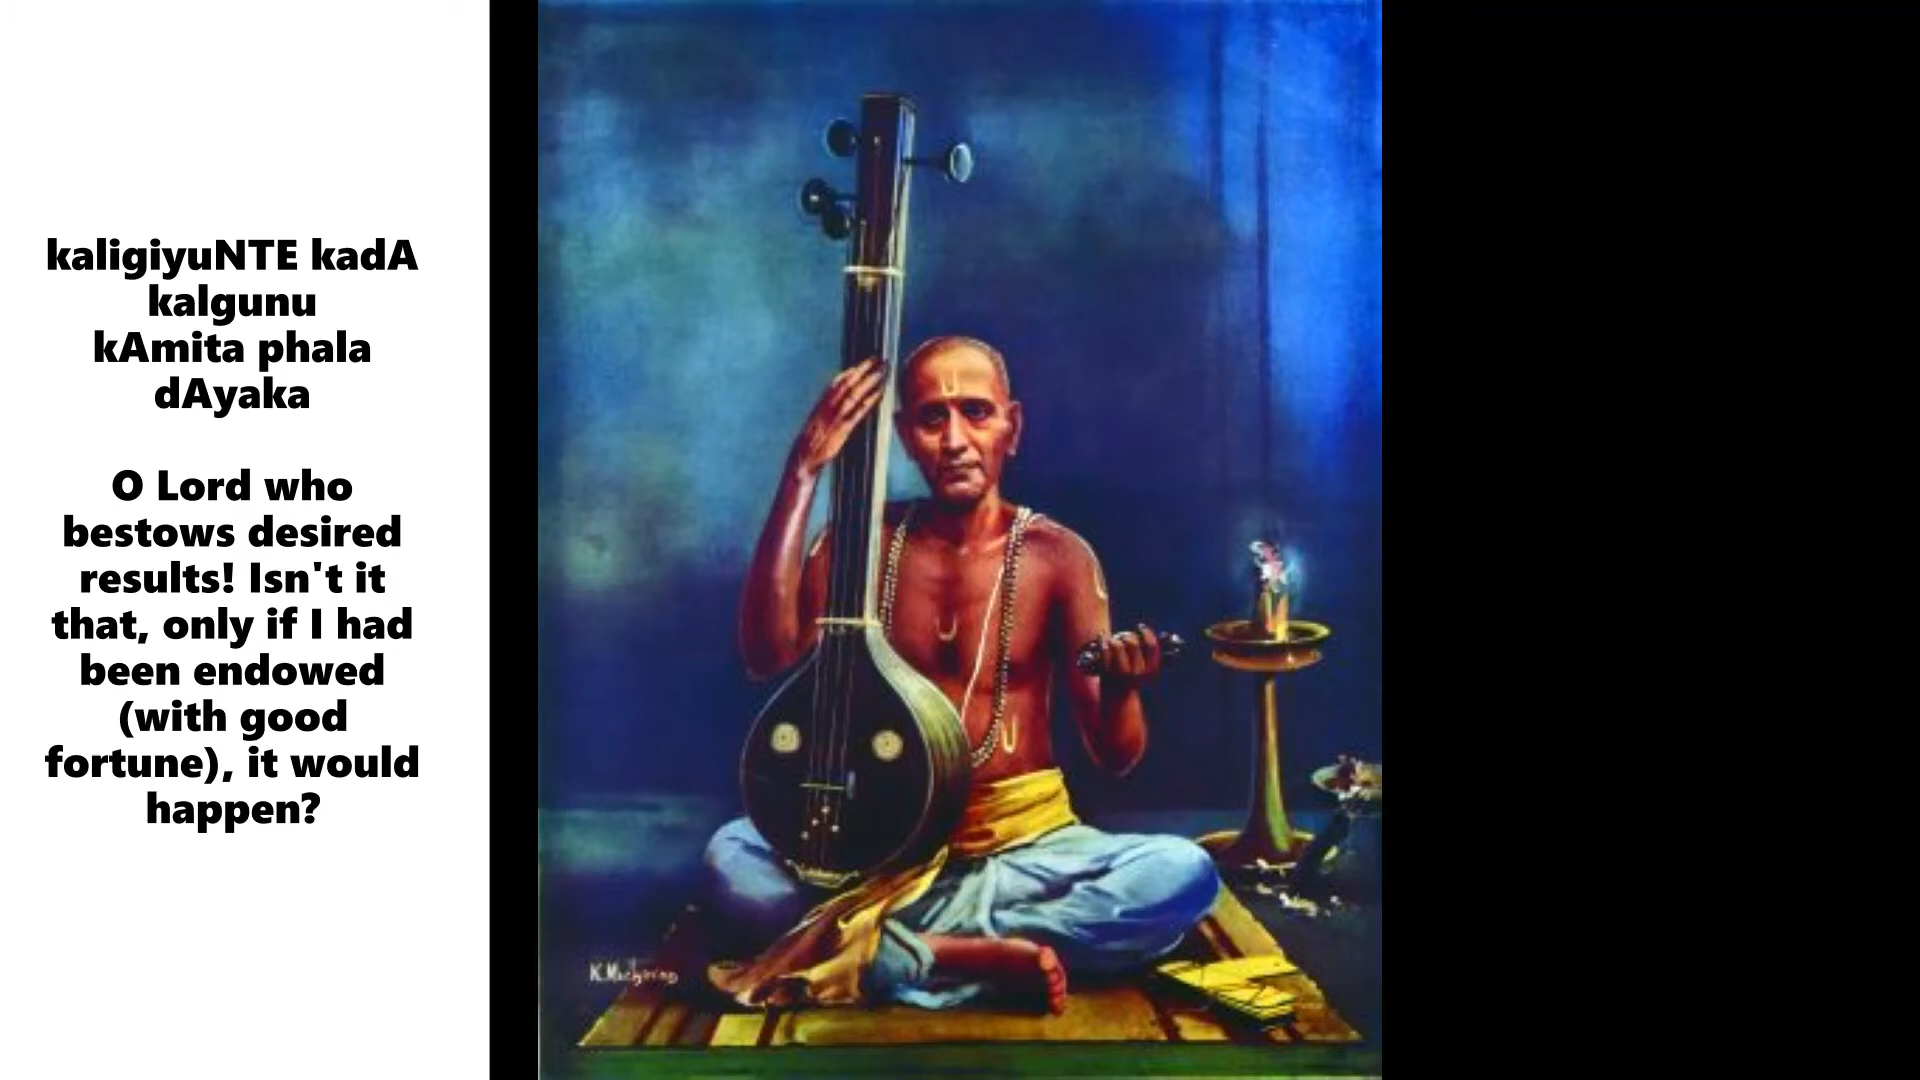 kaligiyuNTE kadA
kalgunu
kAmita phala
dAyaka
O Lord who
bestows desired
results! Isn't it
that, only if I had
been endowed
(with good
fortune), it would
happen?